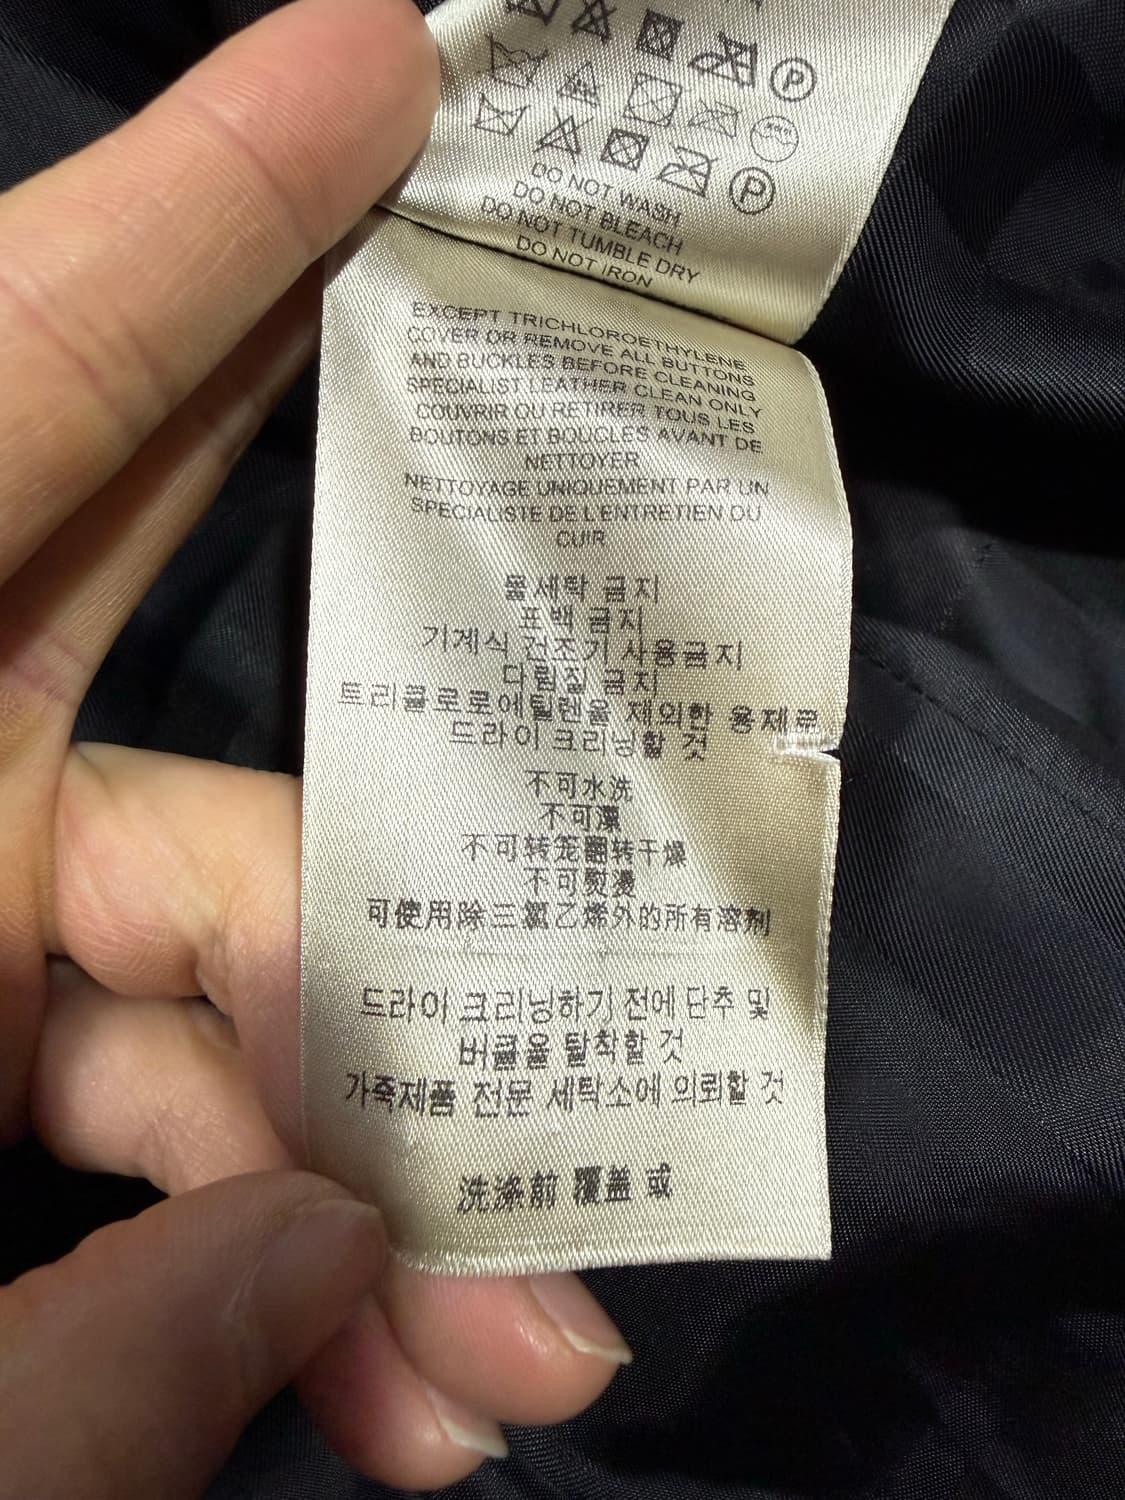 P
P
DO NOT WASH
DO NOT BLEACH
DO NOT TUMBLE DRY
DO NOT IRON
EXCEPT TRICHLOROETHYLENE
COVER OR REMOVE ALL BUTTONS
AND BUCKLES BEFORE CLEANING
SPECIALIST LEATHER CLEAN ONLY
COUVRIR OU RETIRER TOUS LES
BOUTONS ET BOUCLES AVANT DE
NETTOYER
NETTOYAGE UNIQUEMENT PAR UN
SPECIALISTE DE L ENTRETIEN DU
CUIR
물세탁 금지
표백 금지
기계식 건조기 사용금지
다림질 금지
트리클로로에틸렌을 제외한 용제로
드라이 크리닝할 것
不可水洗
不可漂
不可转笼翻转干燥
不可熨烫
可使用除三氯乙烯外的所有溶剂
드라이 크리닝하기 전에 단추 및
버클을 탈착할 것
가죽제품 전문 세탁소에 의뢰할 것
洗涤前 覆盖 或